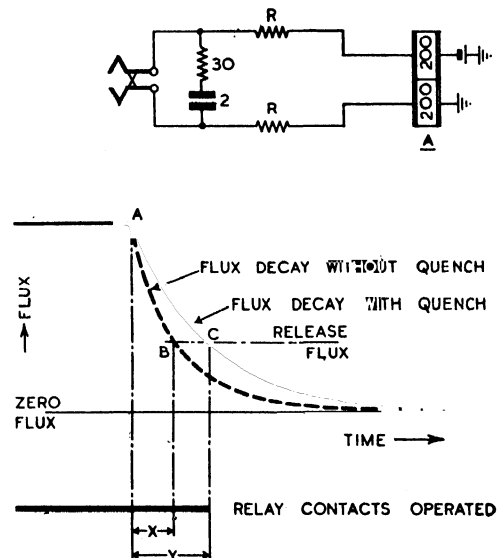 R
30
2
R
200
200
A
A
FLUX DECAY WITHOUT QUENCH
FLUX DECAY WITH QUENCH
FLUX
B
C
RELEASE
FLUX
ZERO
FLUX
TIME
RELAY CONTACTS OPERATED
X
Y